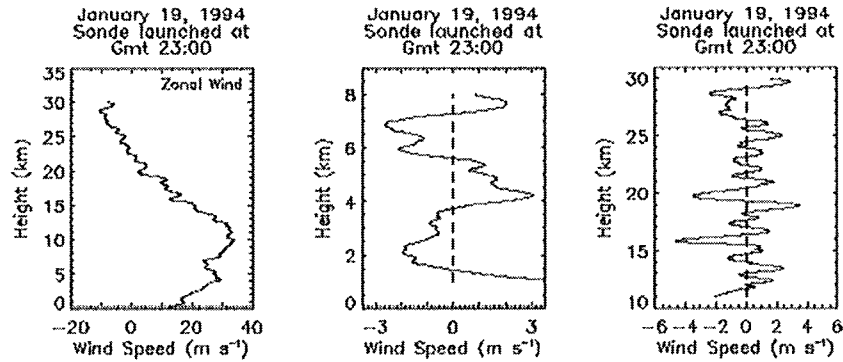 January 19, 1994
Sonde launched at
Gmt 23:00
35
30
25
20
15
10
5
0
Height (km)
Zonal Wind
-20 0 20 40
Wind Speed (m s⁻¹)
January 19, 1994
Sonde launched at
Gmt 23:00
8
6
4
2
0
Height (km)
-3 0 3
Wind Speed (m s⁻¹)
January 19, 1994
Sonde launched at
Gmt 23:00
30
25
20
15
10
Height (km)
-6 -4 -2 0 2 4 6
Wind Speed (m s⁻¹)